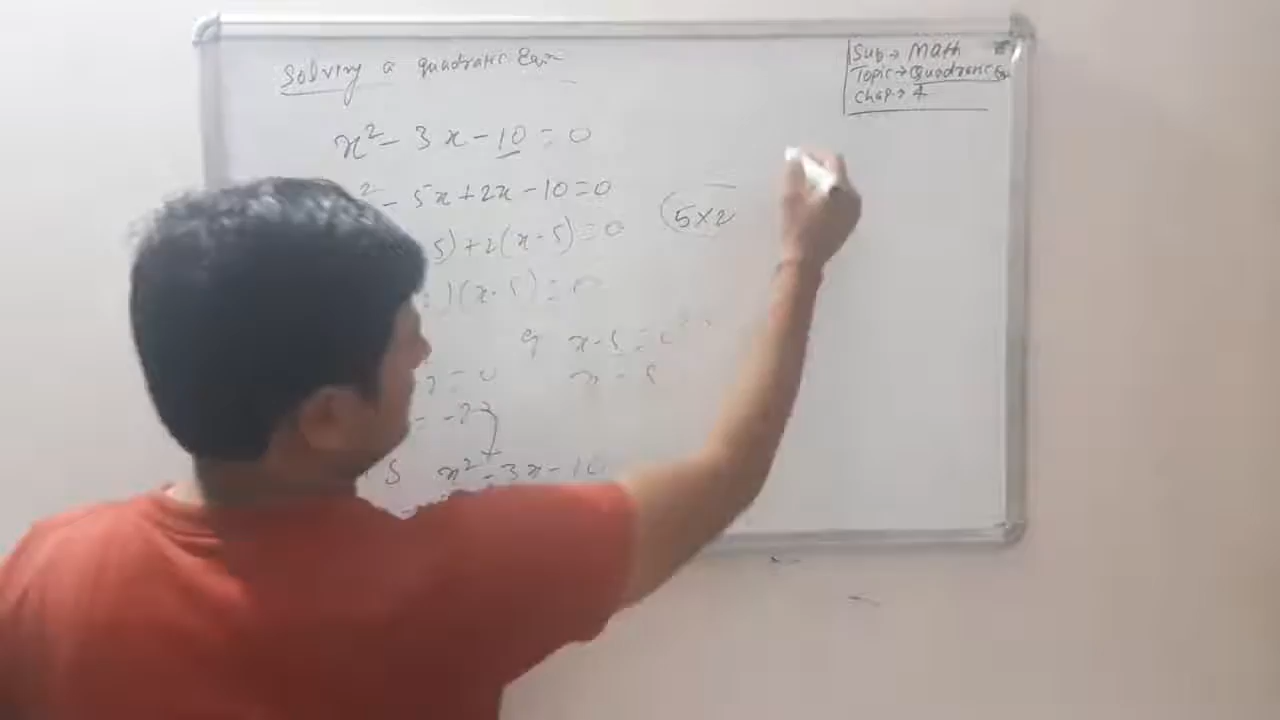 Solving a quadratic Eqn
Sub → Math
Topic → Quadratic Eq
Chap → 4
x² - 3x - 10 = 0
² - 5x + 2x - 10 = 0
5 × 2
5) + 2(x - 5) = 0
)(x - 5) = 0
x - 5 = 0
= 0
x = 5
= -2
S x² - 3x - 10